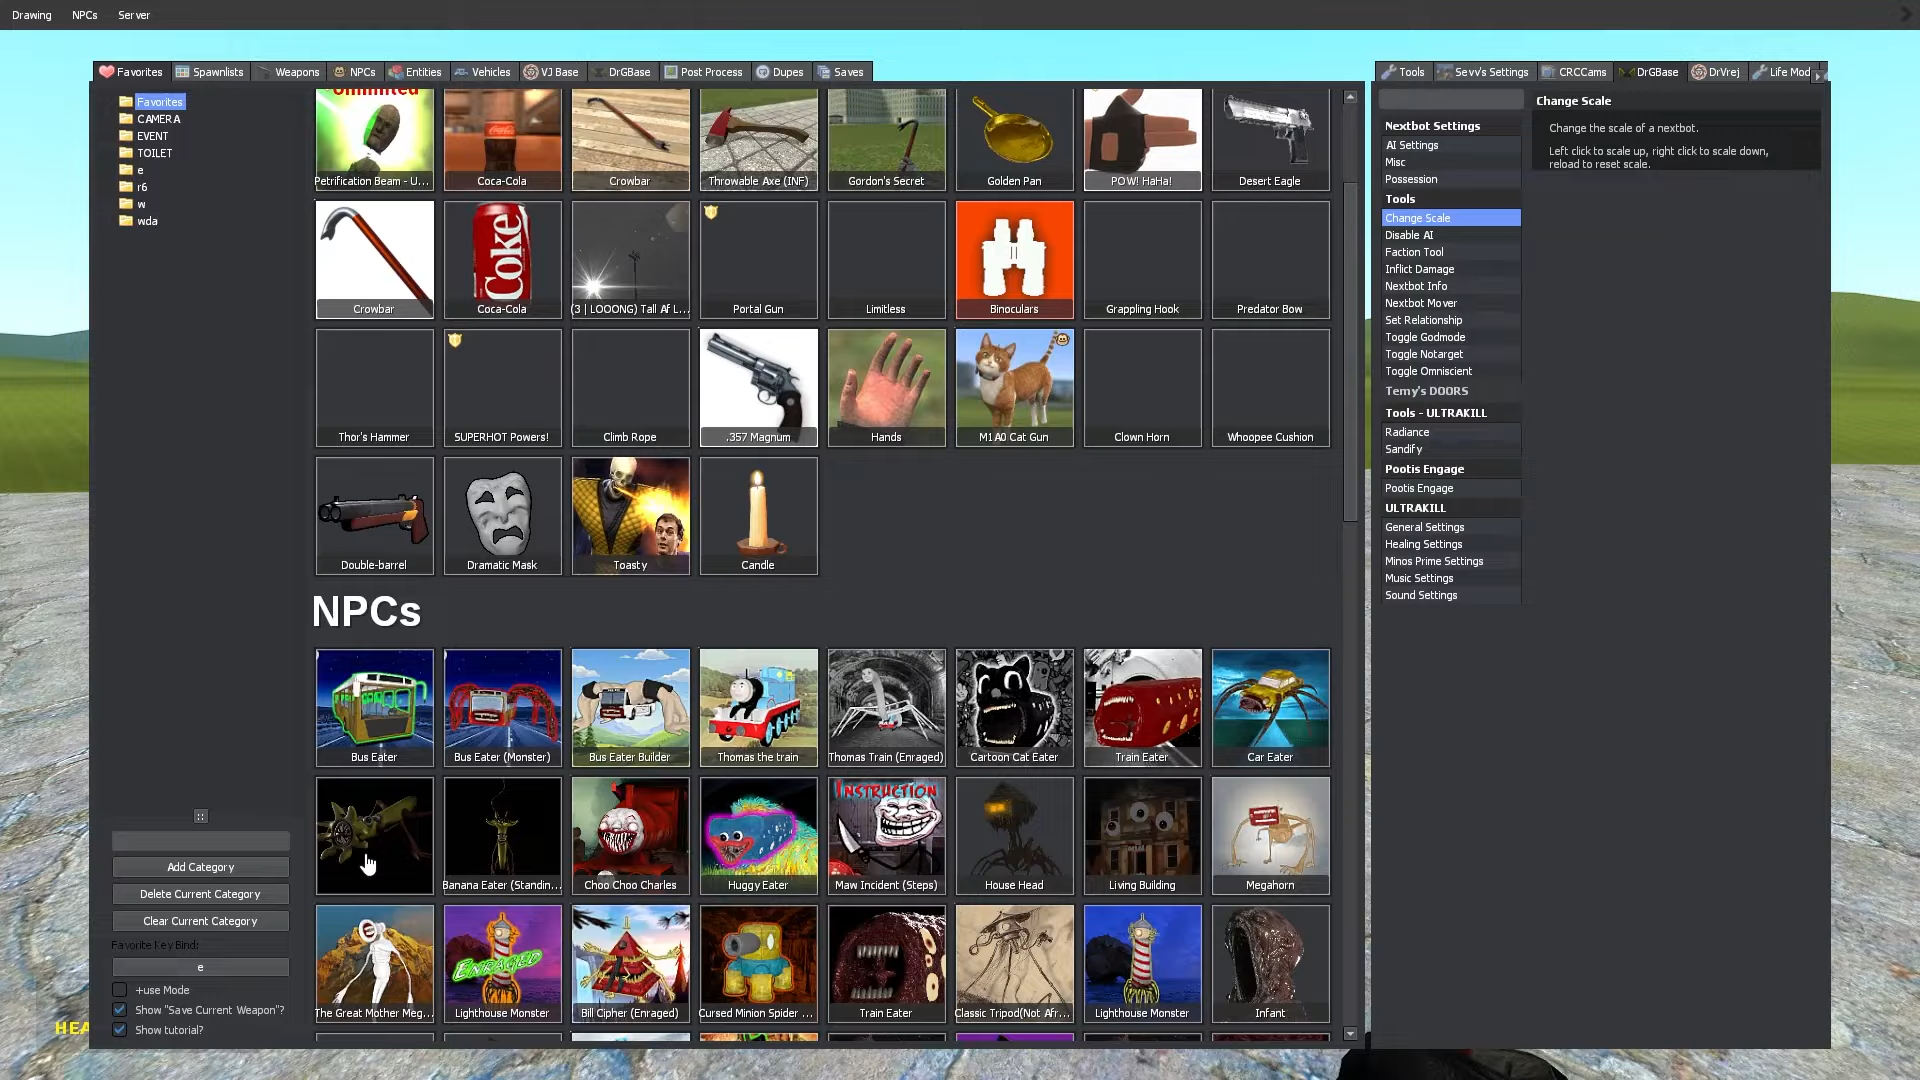 Drawing NPCs Server
Favorites Spawnlists Weapons NPCs Entities Vehicles VJ Base DrGBase Post Process Dupes Saves
Tools Sevv's Settings CRCCams DrGBase DrVrej Life Mod
Favorites
CAMERA
EVENT
TOILET
e
r6
w
wda
Unlimited
Petrification Beam - U... Coca-Cola Crowbar Throwable Axe (INF) Gordon's Secret Golden Pan POW! HaHa! Desert Eagle
Coke
Crowbar Coca-Cola (3 | LOOONG) Tall Af L... Portal Gun Limitless Binoculars Grappling Hook Predator Bow
Thor's Hammer SUPERHOT Powers! Climb Rope .357 Magnum Hands M1A0 Cat Gun Clown Horn Whoopee Cushion
Double-barrel Dramatic Mask Toasty Candle
NPCs
Bus Eater Bus Eater (Monster) Bus Eater Builder Thomas the train Thomas Train (Enraged) Cartoon Cat Eater Train Eater Car Eater
INSTRUCTION
Banana Eater (Standin... Choo Choo Charles Huggy Eater Maw Incident (Steps) House Head Living Building Megahorn
ENRAGED
The Great Mother Meg... Lighthouse Monster Bill Cipher (Enraged) Cursed Minion Spider ... Train Eater Classic Tripod(Not Afr... Lighthouse Monster Infant
Add Category
Delete Current Category
Clear Current Category
Favorite Key Bind:
e
+use Mode
Show "Save Current Weapon"?
Show tutorial?
HEA
Nextbot Settings
AI Settings
Misc
Possession
Tools
Change Scale
Disable AI
Faction Tool
Inflict Damage
Nextbot Info
Nextbot Mover
Set Relationship
Toggle Godmode
Toggle Notarget
Toggle Omniscient
Temy's DOORS
Tools - ULTRAKILL
Radiance
Sandify
Pootis Engage
Pootis Engage
ULTRAKILL
General Settings
Healing Settings
Minos Prime Settings
Music Settings
Sound Settings
Change Scale
Change the scale of a nextbot.
Left click to scale up, right click to scale down,
reload to reset scale.